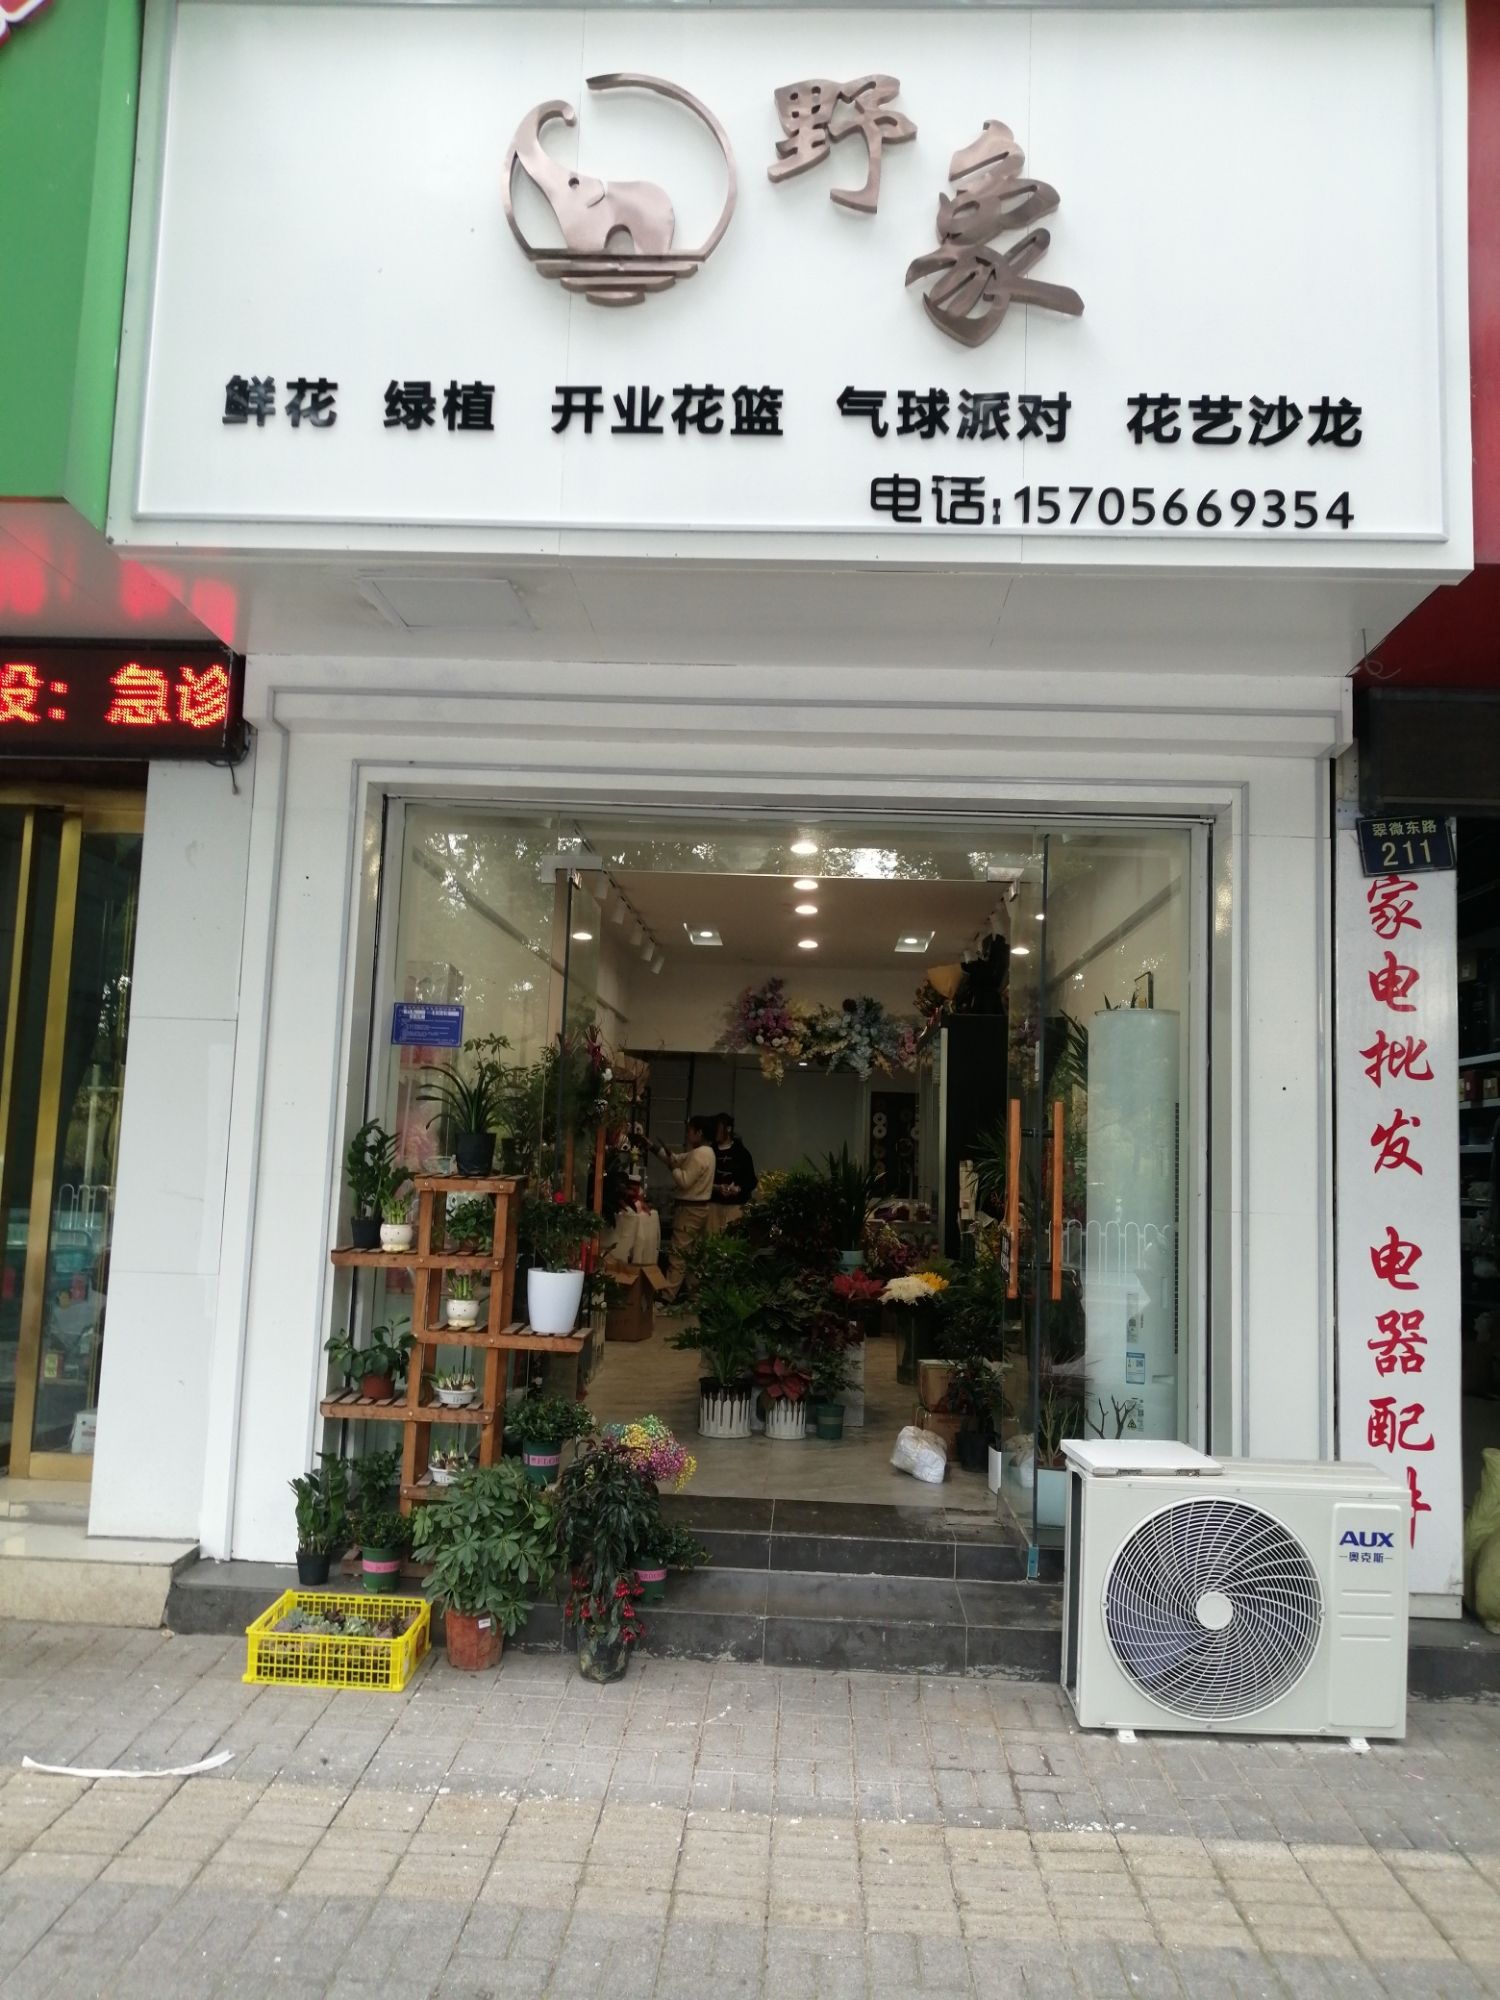 野象
鲜花 绿植 开业花篮 气球派对 花艺沙龙
电话:15705669354
设: 急诊
翠微东路
211
家电批发 电器配件
AUX
奥克斯